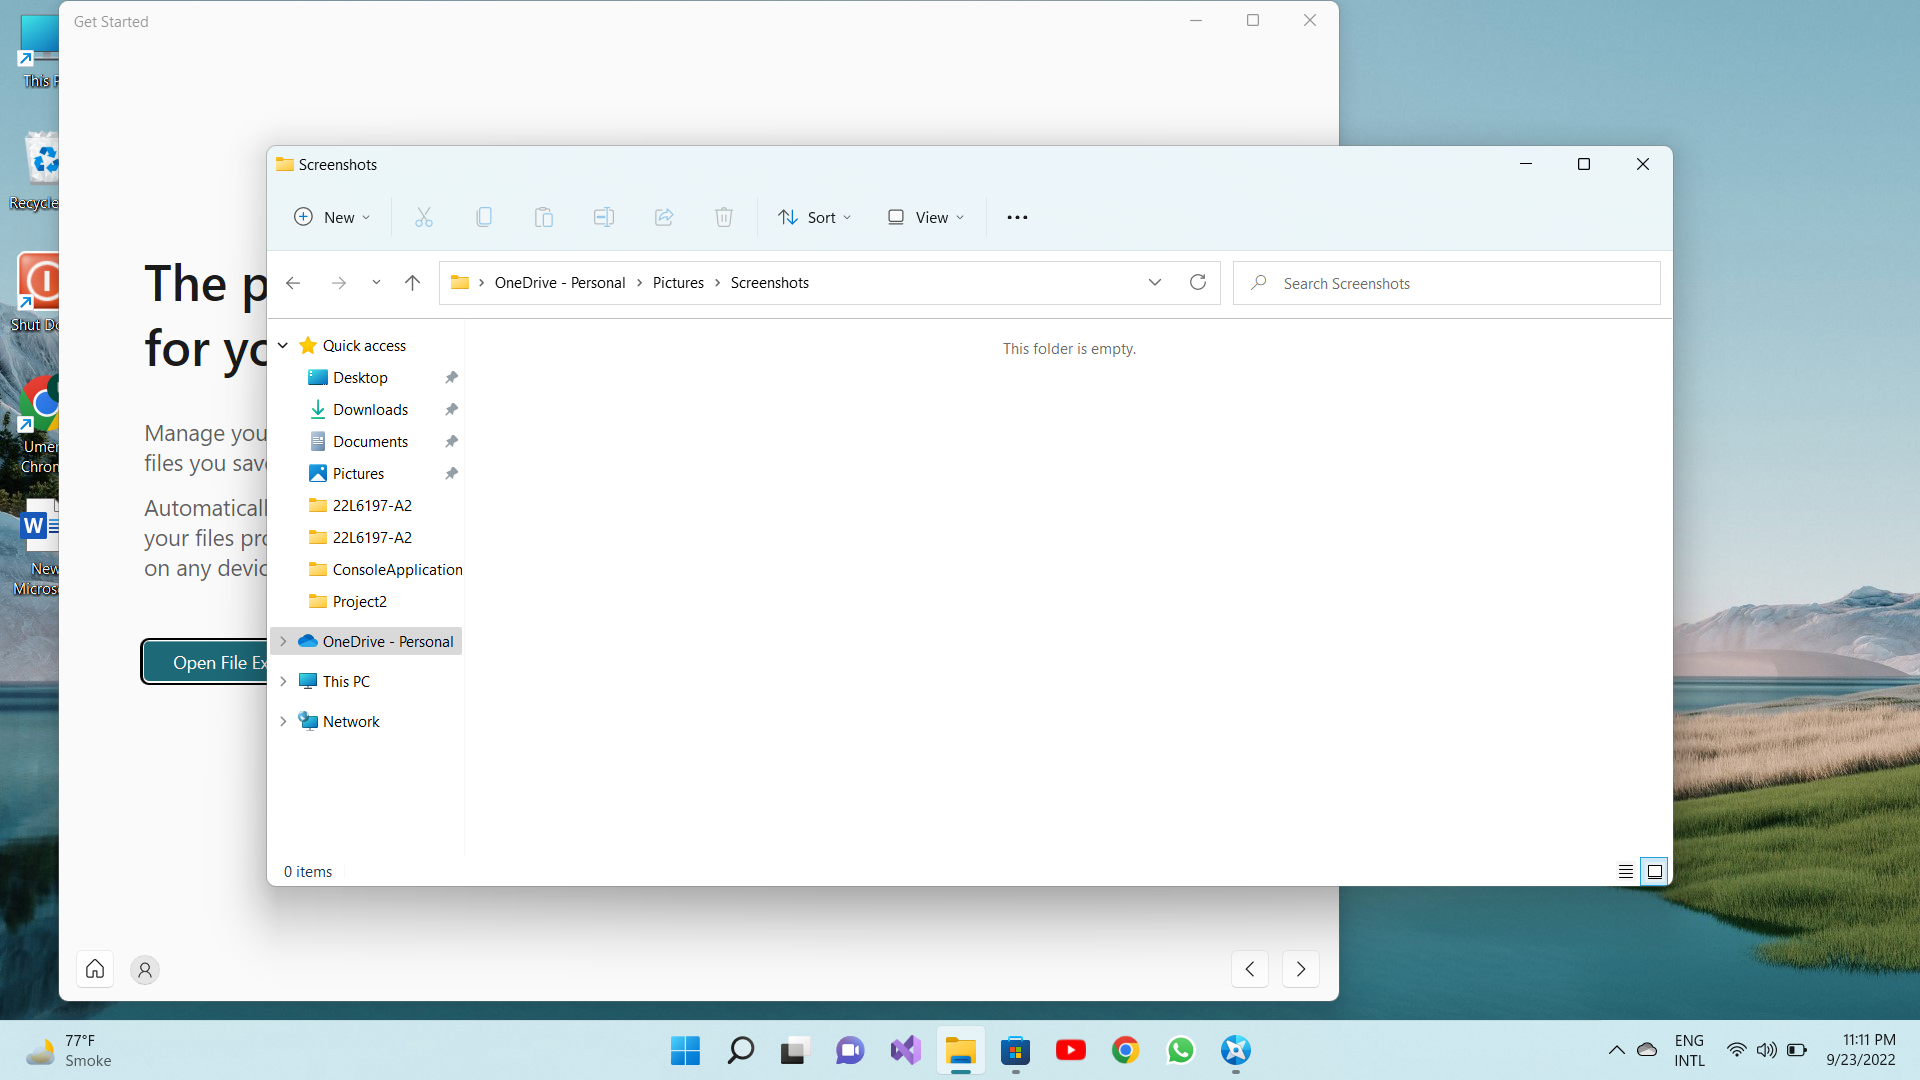 Get Started
This P
Recycle
Shut Do
Umer
Chrom
W
New
Micros
The p
for yo
Manage you
files you save
Automaticall
your files pro
on any devic
Open File Ex
Screenshots
New
Sort
View
OneDrive - Personal > Pictures > Screenshots
Search Screenshots
Quick access
Desktop
Downloads
Documents
Pictures
22L6197-A2
22L6197-A2
ConsoleApplication
Project2
OneDrive - Personal
This PC
Network
This folder is empty.
0 items
77°F
Smoke
ENG
INTL
11:11 PM
9/23/2022